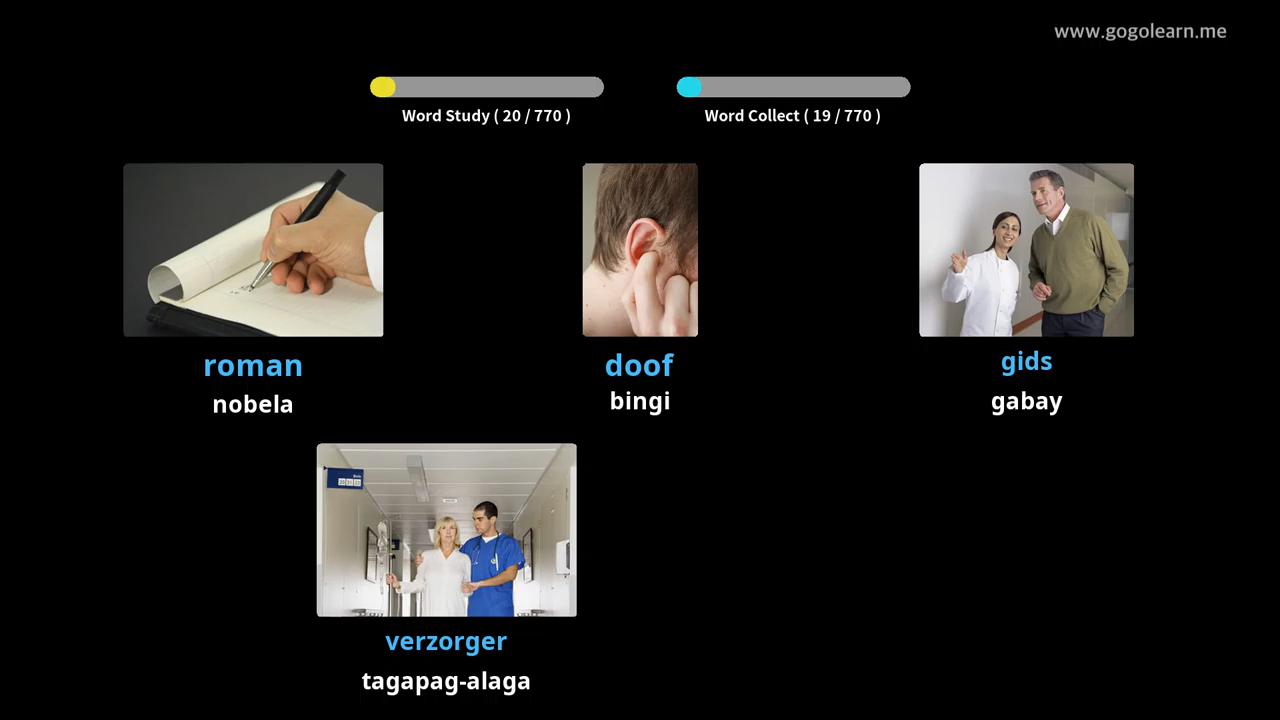 www.gogolearn.me
Word Study ( 20 / 770 )
Word Collect ( 19 / 770 )
roman
nobela
doof
bingi
gids
gabay
verzorger
tagapag-alaga